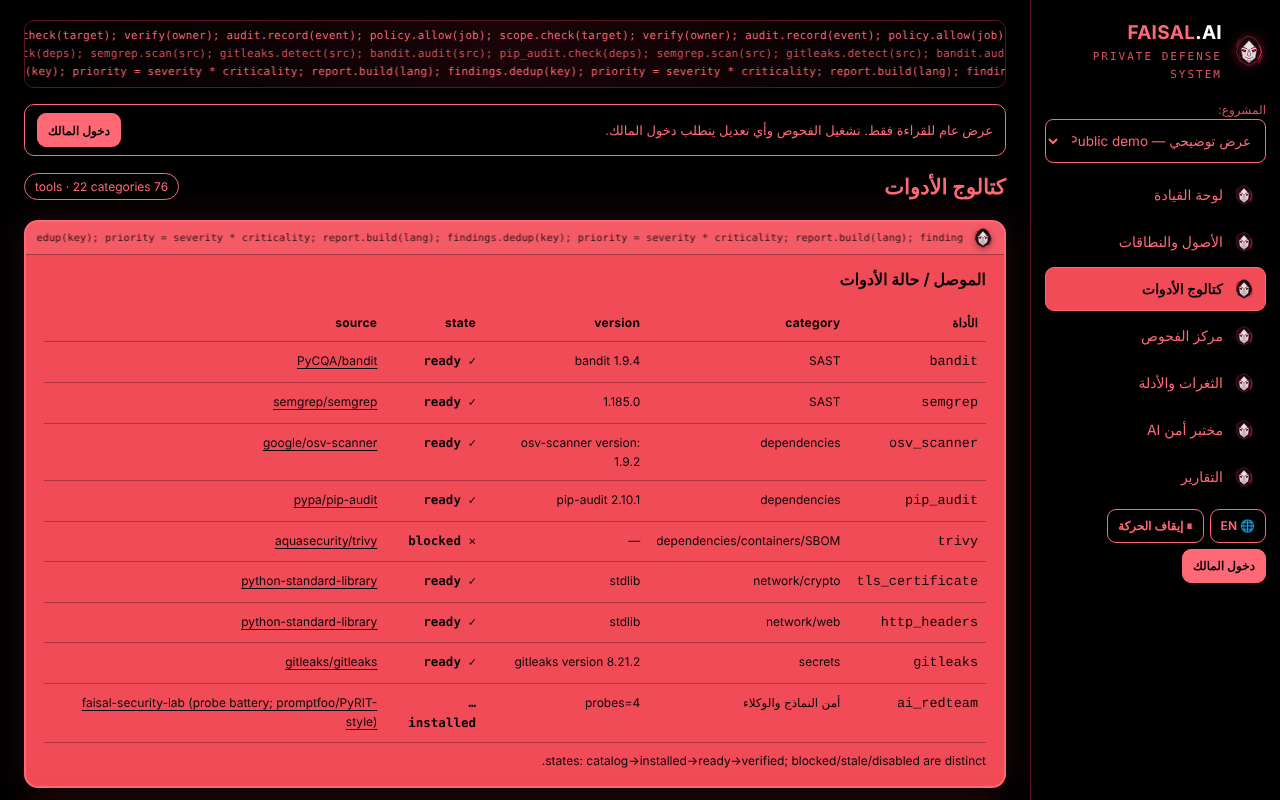 check(target); verify(owner); audit.record(event); policy.allow(job); scope.check(target); verify(owner); audit.record(event); policy.allow(job)
ck(deps); semgrep.scan(src); gitleaks.detect(src); bandit.audit(src); pip_audit.check(deps); semgrep.scan(src); gitleaks.detect(src); bandit.aud
(key); priority = severity * criticality; report.build(lang); findings.dedup(key); priority = severity * criticality; report.build(lang); findin
FAISAL.AI
PRIVATE DEFENSE
SYSTEM
المشروع:
عرض توضيحي — Public demo
لوحة القيادة
الأصول والنطاقات
كتالوج الأدوات
مركز الفحوص
الثغرات والأدلة
مختبر أمن AI
التقارير
🌐 EN
⏸ إيقاف الحركة
دخول المالك
عرض عام للقراءة فقط. تشغيل الفحوص وأي تعديل يتطلب دخول المالك.
دخول المالك
كتالوج الأدوات
tools · 22 categories 76
edup(key); priority = severity * criticality; report.build(lang); findings.dedup(key); priority = severity * criticality; report.build(lang); finding
الموصل / حالة الأدوات
الأداة category version state source
bandit SAST bandit 1.9.4 ready ✓ PyCQA/bandit
semgrep SAST 1.185.0 ready ✓ semgrep/semgrep
osv_scanner dependencies osv-scanner version: 1.9.2 ready ✓ google/osv-scanner
pip_audit dependencies pip-audit 2.10.1 ready ✓ pypa/pip-audit
trivy dependencies/containers/SBOM — blocked × aquasecurity/trivy
tls_certificate network/crypto stdlib ready ✓ python-standard-library
http_headers network/web stdlib ready ✓ python-standard-library
gitleaks secrets gitleaks version 8.21.2 ready ✓ gitleaks/gitleaks
ai_redteam أمن النماذج والوكلاء probes=4 … installed faisal-security-lab (probe battery; promptfoo/PyRIT-style)
.states: catalog→installed→ready→verified; blocked/stale/disabled are distinct